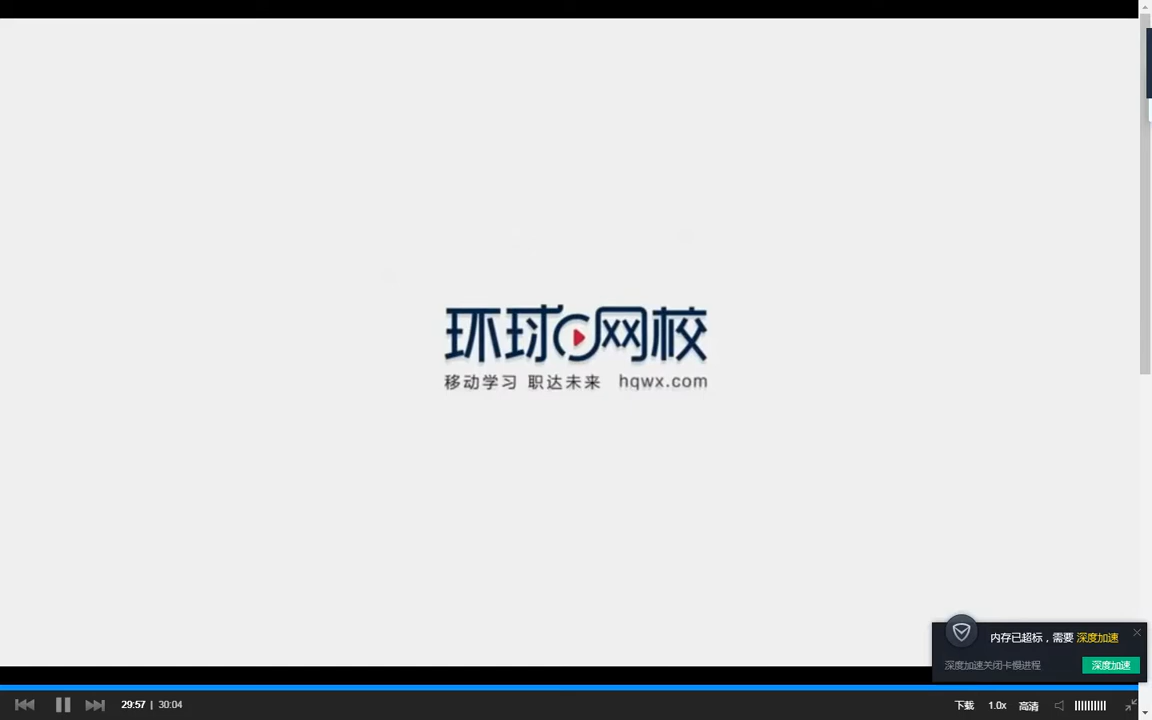 环球网校
移动学习 职达未来 hqwx.com
内存已超标，需要 深度加速
深度加速关闭卡慢进程
深度加速
29:57 | 30:04
下载 1.0x 高清